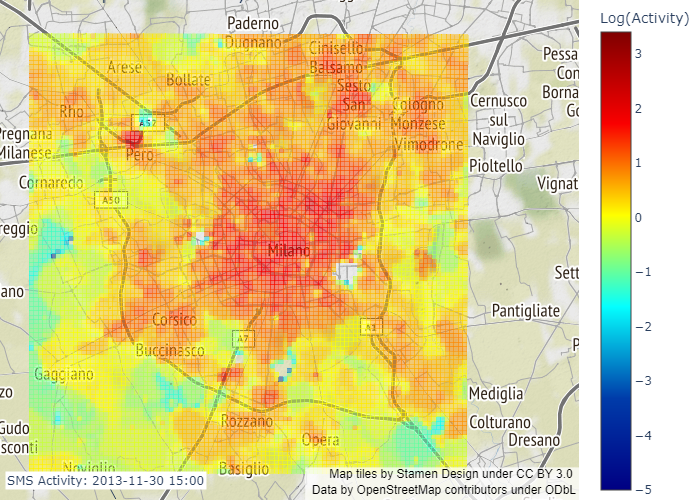 Log(Activity)
Paderno
Dugnano
Cinisello
Balsamo
Arese
Bollate
Sesto
San
Giovanni
Rho
Cologno
Monzese
Cernusco
sul
Naviglio
Pessa
Con
Borna
Go
A52
Pregnana
Milanese
Pero
Vimodrone
Pioltello
Cornaredo
Vignat
A50
reggio
Milano
Sett
ano
Pantigliate
Corsico
A7
Buccinasco
P
Gaggiano
zo
Mediglia
Rozzano
Colturano
Gudo
sconti
Opera
Dresano
Noviglio
Basiglio
SMS Activity: 2013-11-30 15:00
Map tiles by Stamen Design under CC BY 3.0
Data by OpenStreetMap contributors under ODbL
3
2
1
0
−1
−2
−3
−4
−5